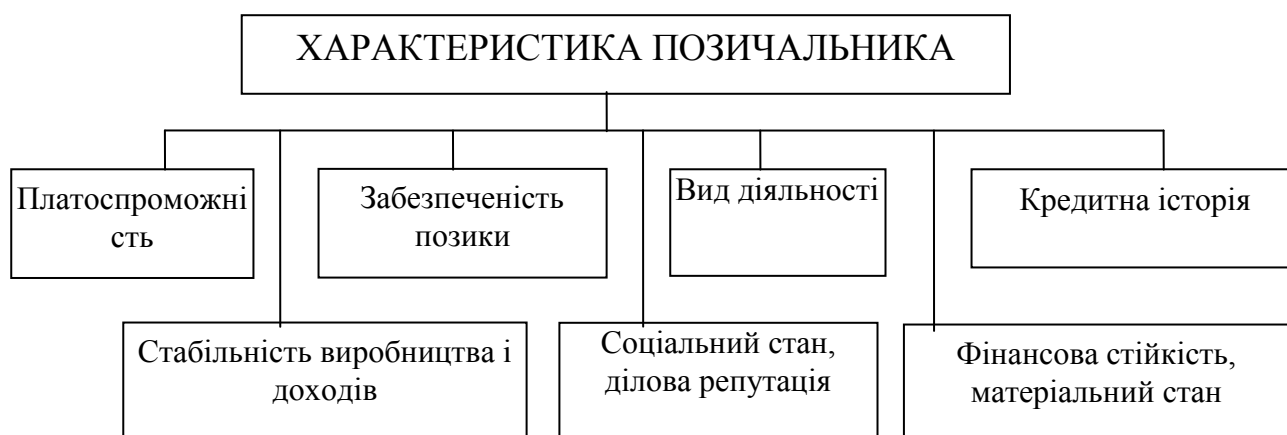 ХАРАКТЕРИСТИКА ПОЗИЧАЛЬНИКА
Платоспроможні
сть
Забезпеченість
позики
Вид діяльності
Кредитна історія
Стабільність виробництва і
доходів
Соціальний стан,
ділова репутація
Фінансова стійкість,
матеріальний стан